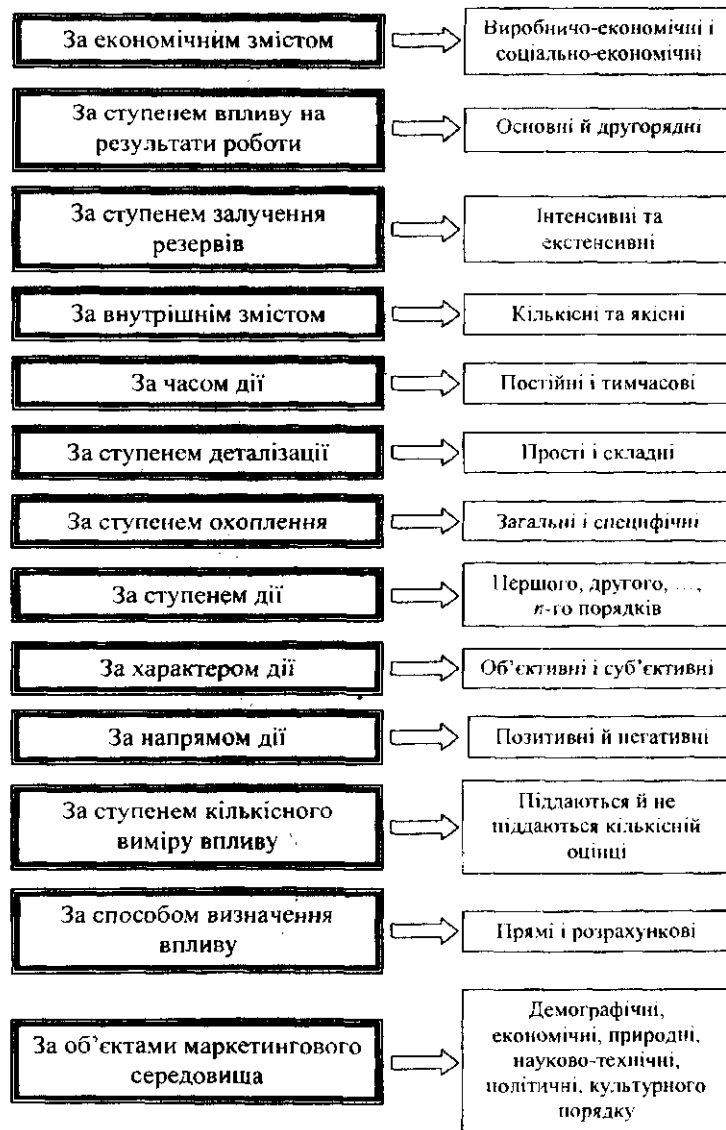 За економічним змістом
Виробничо-економічні і
соціально-економічні
За ступенем впливу на
результати роботи
Основні й другорядні
За ступенем залучення
резервів
Інтенсивні та
екстенсивні
За внутрішнім змістом
Кількісні та якісні
За часом дії
Постійні і тимчасові
За ступенем деталізації
Прості і складні
За ступенем охоплення
Загальні і специфічні
За ступенем дії
Першого, другого, ...,
n-го порядків
За характером дії
Об’єктивні і суб’єктивні
За напрямом дії
Позитивні й негативні
За ступенем кількісного
виміру впливу
Піддаються й не
піддаються кількісній
оцінці
За способом визначення
впливу
Прямі і розрахункові
За об’єктами маркетингового
середовища
Демографічні,
економічні, природні,
науково-технічні,
політичні, культурного
порядку